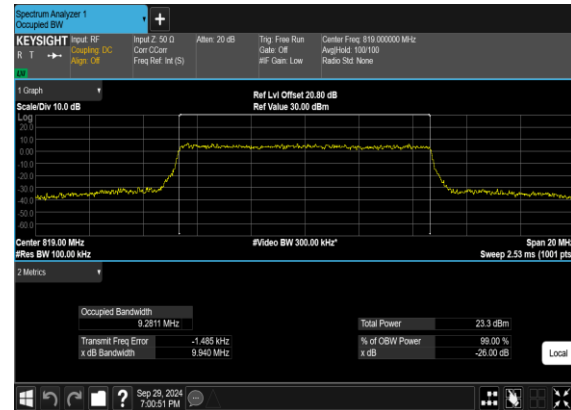 Spectrum Analyzer 1
Occupied BW
KEYSIGHT Input: RF Input Z: 50 Ω Atten: 20 dB Trig: Free Run Center Freq: 819.000000 MHz
R T Coupling: DC Corr CCorr Gate: Off Avg|Hold: 100/100
Align: Off Freq Ref: Int (S) #IF Gain: Low Radio Std: None
1 Graph
Ref Lvl Offset 20.80 dB
Scale/Div 10.0 dB Ref Value 30.00 dBm
Log
20.0
10.0
0.00
-10.0
-20.0
-30.0
-40.0
-50.0
-60.0
Center 819.00 MHz #Video BW 300.00 kHz* Span 20 MHz
#Res BW 100.00 kHz Sweep 2.53 ms (1001 pts
2 Metrics
Occupied Bandwidth
9.2811 MHz Total Power 23.3 dBm
Transmit Freq Error -1.485 kHz % of OBW Power 99.00 %
x dB Bandwidth 9.940 MHz x dB -26.00 dB
Local
? Sep 29, 2024
7:00:51 PM